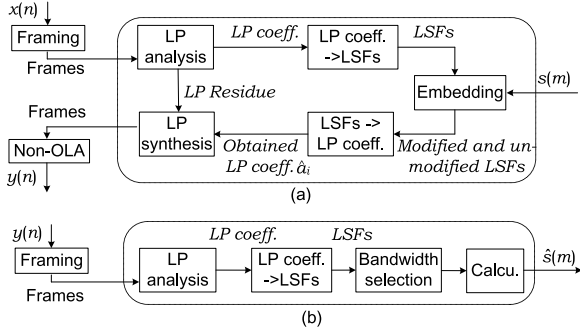 x(n)
Framing
Frames
LP
analysis
LP coeff.
LP coeff.
->LSFs
LSFs
Embedding
s(m)
LP Residue
Frames
LP
synthesis
Obtained
LP coeff. âᵢ
LSFs ->
LP coeff.
Modified and un-
modified LSFs
Non-OLA
y(n)
(a)
y(n)
Framing
Frames
LP
analysis
LP coeff.
LP coeff.
->LSFs
LSFs
Bandwidth
selection
Calcu.
ŝ(m)
(b)